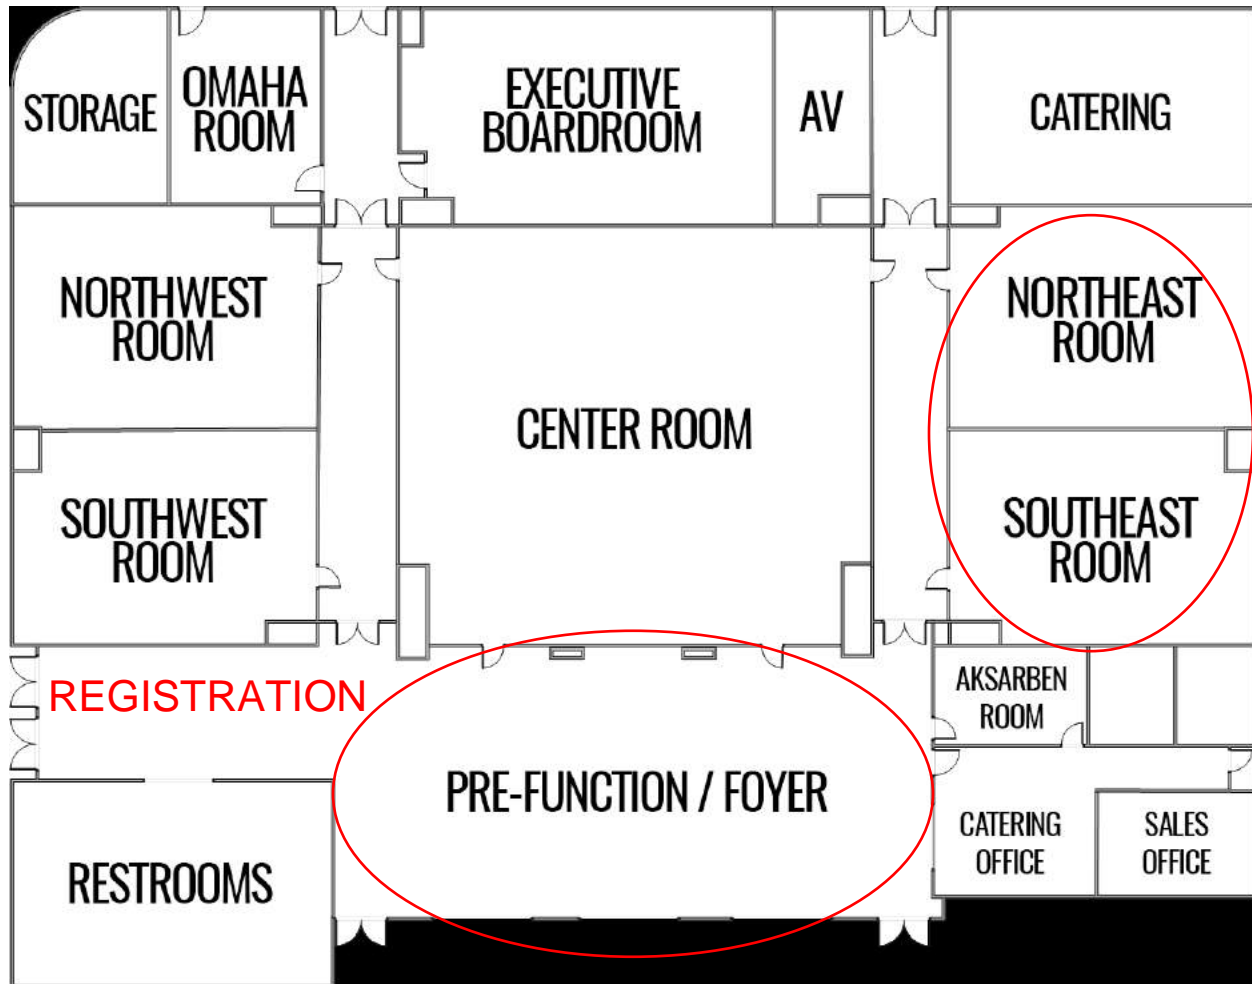 STORAGE
OMAHA
ROOM
EXECUTIVE
BOARDROOM
AV
CATERING
NORTHWEST
ROOM
NORTHEAST
ROOM
CENTER ROOM
SOUTHWEST
ROOM
SOUTHEAST
ROOM
REGISTRATION
AKSARBEN
ROOM
PRE-FUNCTION / FOYER
CATERING
OFFICE
SALES
OFFICE
RESTROOMS